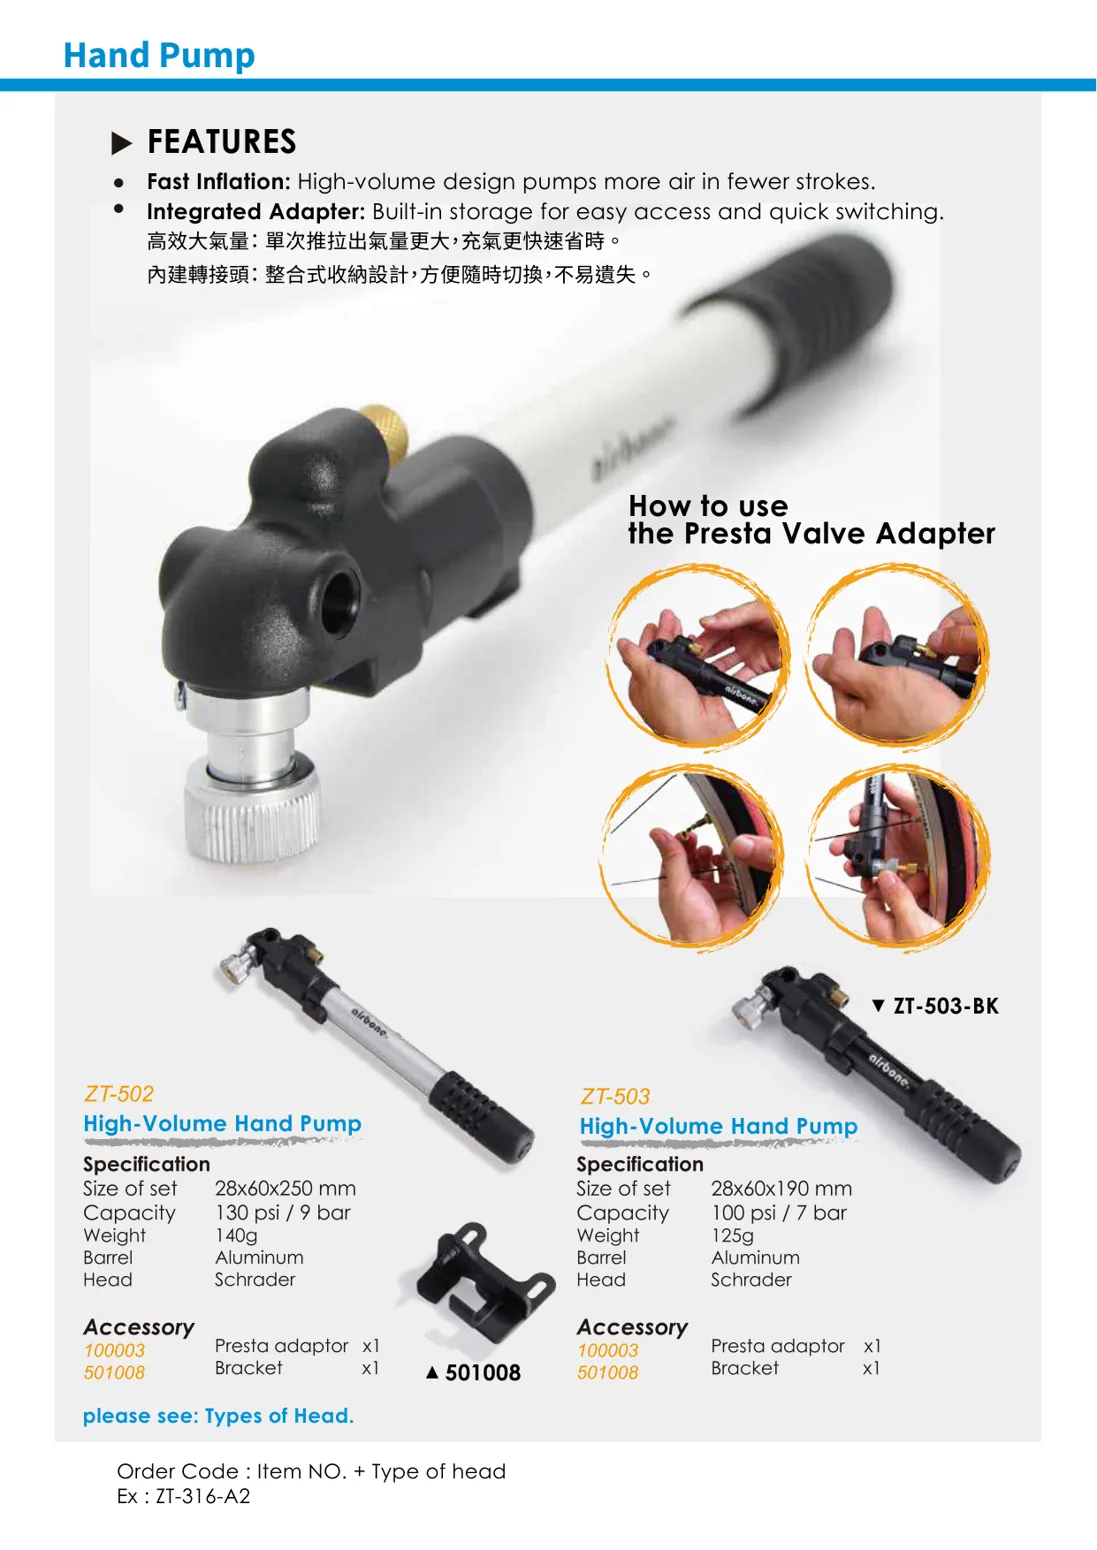 Hand Pump
▶ FEATURES
● Fast Inflation: High-volume design pumps more air in fewer strokes.
● Integrated Adapter: Built-in storage for easy access and quick switching.
高效大氣量：單次推拉出氣量更大，充氣更快速省時。
內建轉接頭：整合式收納設計，方便隨時切換，不易遺失。
airbone
How to use
the Presta Valve Adapter
airbone.
▼ ZT-503-BK
airbone.
airbone.
ZT-502
High-Volume Hand Pump
Specification
Size of set 28x60x250 mm
Capacity 130 psi / 9 bar
Weight 140g
Barrel Aluminum
Head Schrader
Accessory
100003 Presta adaptor x1
501008 Bracket x1
▲ 501008
ZT-503
High-Volume Hand Pump
Specification
Size of set 28x60x190 mm
Capacity 100 psi / 7 bar
Weight 125g
Barrel Aluminum
Head Schrader
Accessory
100003 Presta adaptor x1
501008 Bracket x1
please see: Types of Head.
Order Code : Item NO. + Type of head
Ex : ZT-316-A2